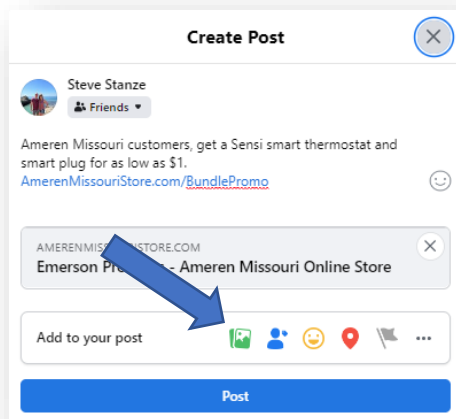 Create Post
Steve Stanze
Friends
Ameren Missouri customers, get a Sensi smart thermostat and
smart plug for as low as $1.
AmerenMissouriStore.com/BundlePromo
AMERENMISSOURISTORE.COM
Emerson - Ameren Missouri Online Store
Add to your post
Post